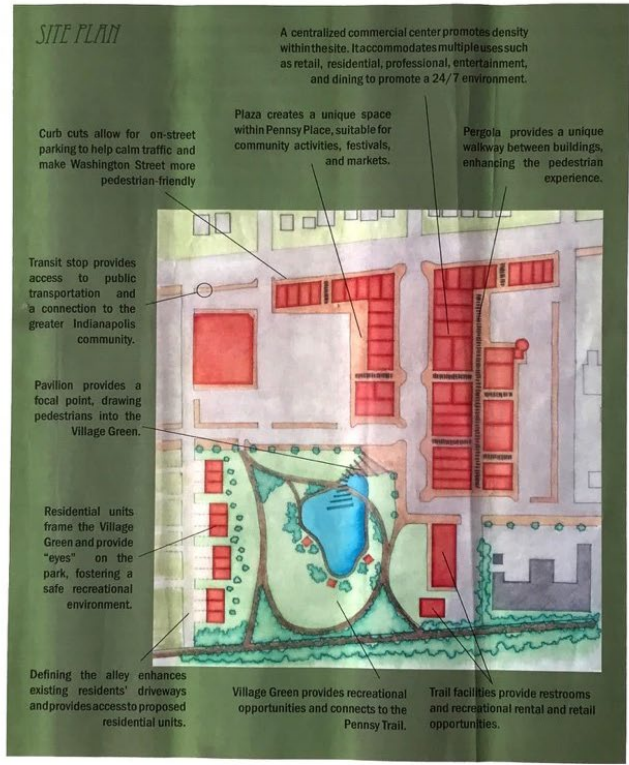 SITE PLAN
A centralized commercial center promotes density
within the site. It accommodates multiple uses such
as retail, residential, professional, entertainment,
and dining to promote a 24/7 environment.
Curb cuts allow for on-street
parking to help calm traffic and
make Washington Street more
pedestrian-friendly
Plaza creates a unique space
within Pennsy Place, suitable for
community activities, festivals,
and markets.
Pergola provides a unique
walkway between buildings,
enhancing the pedestrian
experience.
Transit stop provides
access to public
transportation and
a connection to the
greater Indianapolis
community.
Pavilion provides a
focal point, drawing
pedestrians into the
Village Green.
Residential units
frame the Village
Green and provide
"eyes" on the
park, fostering a
safe recreational
environment.
Defining the alley enhances
existing residents' driveways
and provides access to proposed
residential units.
Village Green provides recreational
opportunities and connects to the
Pennsy Trail.
Trail facilities provide restrooms
and recreational rental and retail
opportunities.